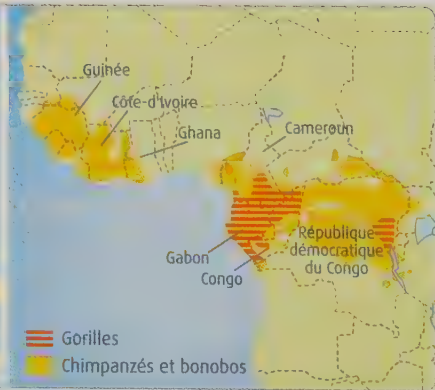 Guinée
Côte-d'Ivoire
Ghana
Cameroun
Gabon
Congo
République
démocratique
du Congo
Gorilles
Chimpanzés et bonobos